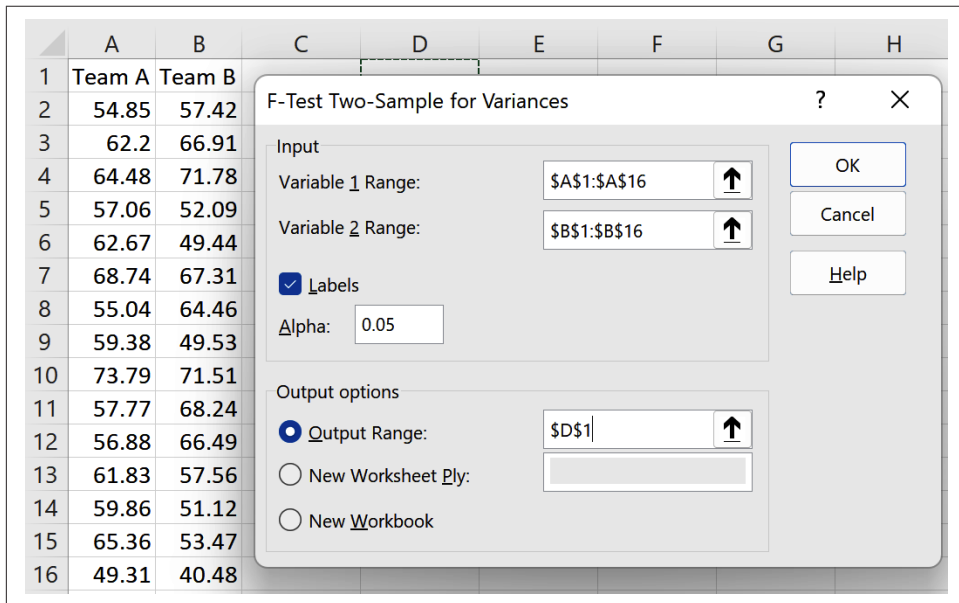 A B C D E F G H
1 Team A Team B
2 54.85 57.42
3 62.2 66.91
4 64.48 71.78
5 57.06 52.09
6 62.67 49.44
7 68.74 67.31
8 55.04 64.46
9 59.38 49.53
10 73.79 71.51
11 57.77 68.24
12 56.88 66.49
13 61.83 57.56
14 59.86 51.12
15 65.36 53.47
16 49.31 40.48
F-Test Two-Sample for Variances ? X
Input
Variable 1 Range: $A$1:$A$16
Variable 2 Range: $B$1:$B$16
Labels
Alpha: 0.05
OK
Cancel
Help
Output options
Output Range: $D$1
New Worksheet Ply:
New Workbook